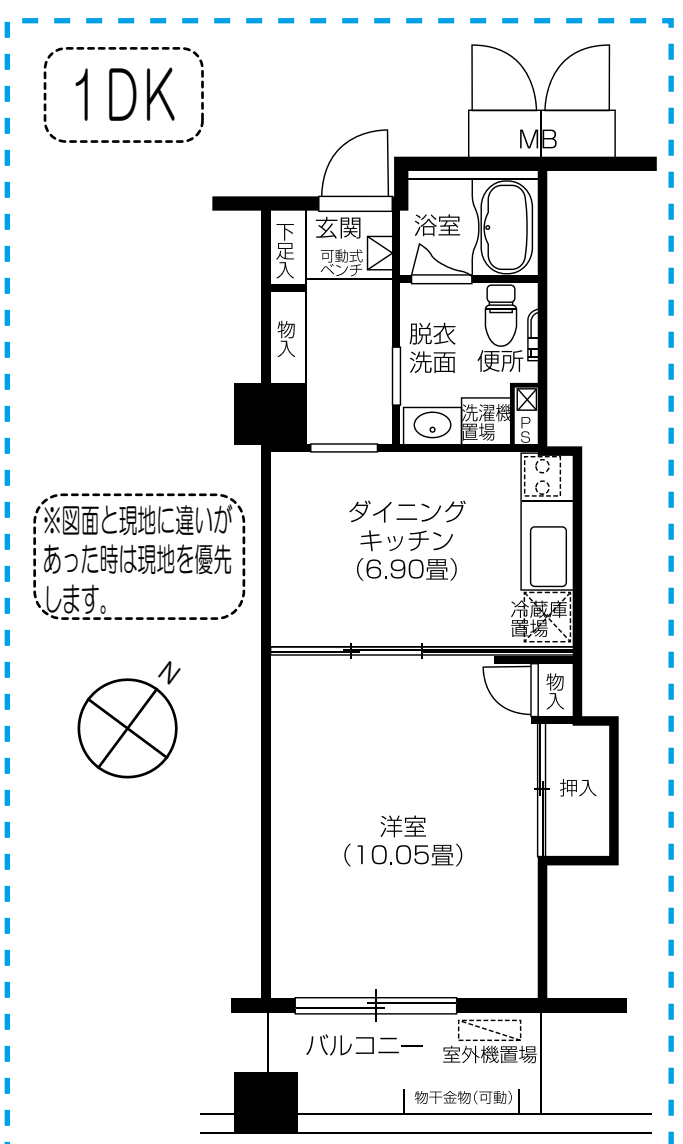 1DK
MB
玄関
可動式
ベンチ
下足入
浴室
物入
脱衣
洗面
便所
洗濯機
置場
PS
ダイニング
キッチン
(6.90畳)
※図面と現地に違いが
あった時は現地を優先
します。
冷蔵庫
置場
N
物入
押入
洋室
(10.05畳)
バルコニー
室外機置場
物干金物(可動)